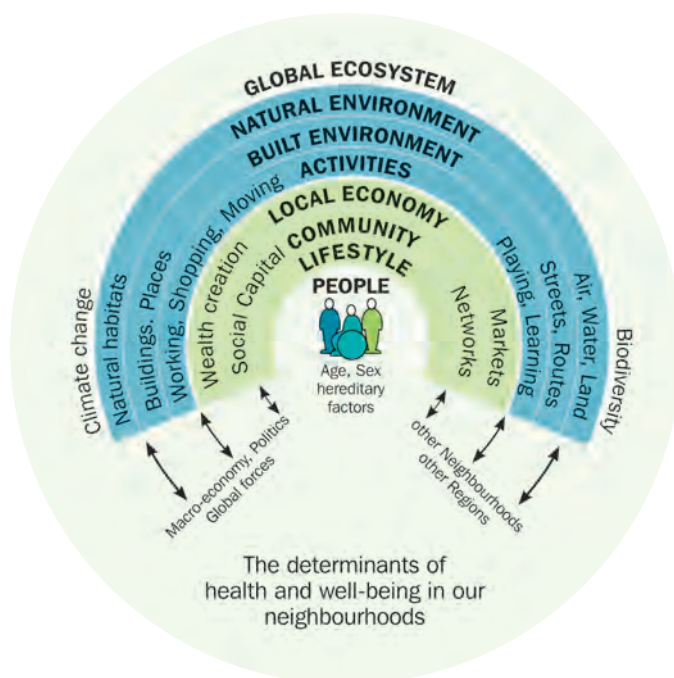 GLOBAL ECOSYSTEM
NATURAL ENVIRONMENT
BUILT ENVIRONMENT
ACTIVITIES
LOCAL ECONOMY
COMMUNITY
LIFESTYLE
PEOPLE
Age, Sex
hereditary
factors
Climate change
Natural habitats
Buildings. Places
Working, Shopping, Moving
Wealth creation
Social Capital
Networks
Markets
Playing, Learning
Streets, Routes
Air, Water, Land
Biodiversity
Macro-economy, Politics
Global forces
other Neighbourhoods
other Regions
The determinants of
health and well-being in our
neighbourhoods